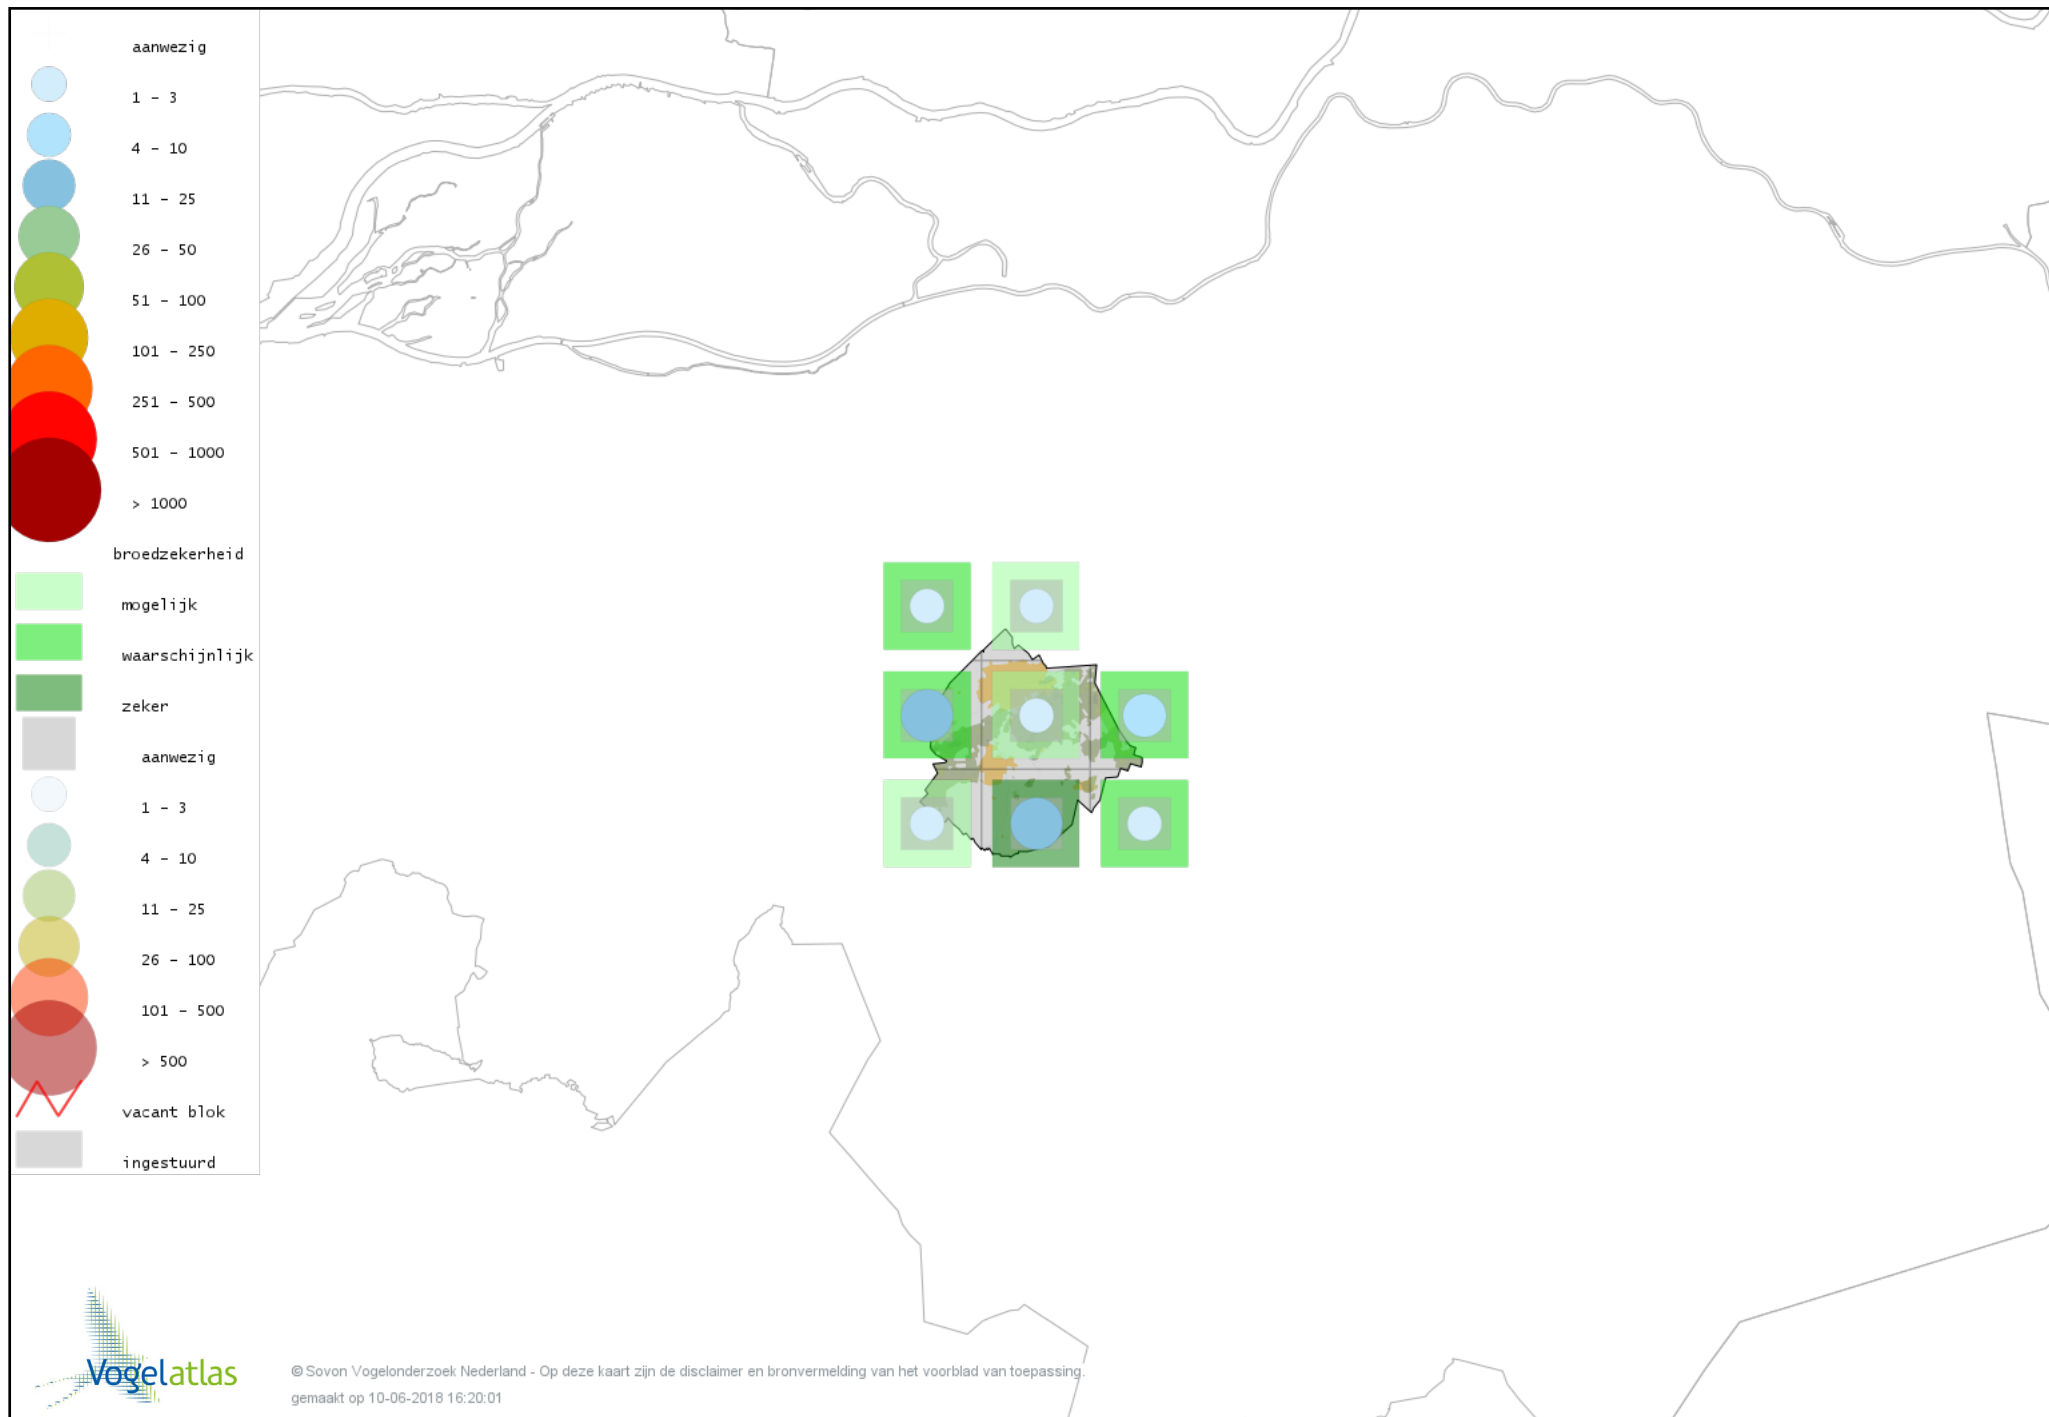 aanwezig
1 - 3
4 - 10
11 - 25
26 - 50
51 - 100
101 - 250
251 - 500
501 - 1000
> 1000
broedzekerheid
mogelijk
waarschijnlijk
zeker
aanwezig
1 - 3
4 - 10
11 - 25
26 - 100
101 - 500
> 500
vacant blok
ingestuurd
Vogelatlas
© Sovon Vogelonderzoek Nederland - Op deze kaart zijn de disclaimer en bronvermelding van het voorblad van toepassing.
gemaakt op 10-06-2018 16:20:01